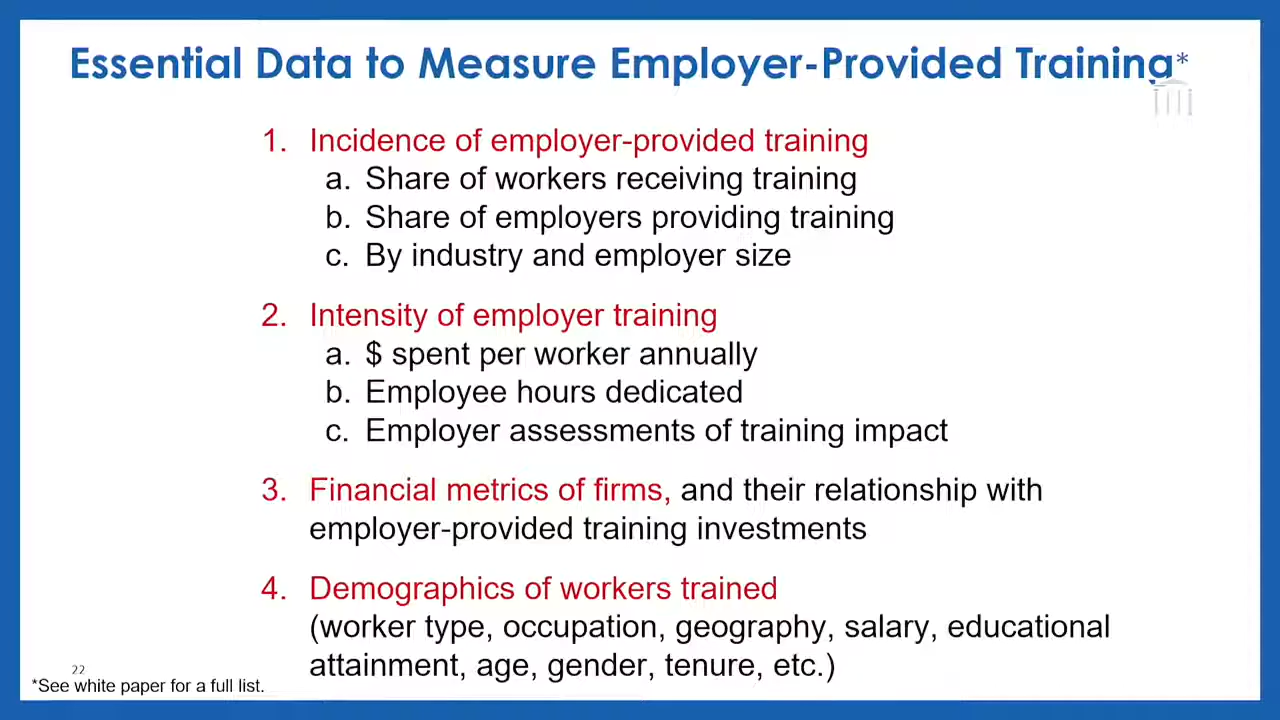 Essential Data to Measure Employer-Provided Training*
1. Incidence of employer-provided training
a. Share of workers receiving training
b. Share of employers providing training
c. By industry and employer size
2. Intensity of employer training
a. $ spent per worker annually
b. Employee hours dedicated
c. Employer assessments of training impact
3. Financial metrics of firms, and their relationship with
employer-provided training investments
4. Demographics of workers trained
(worker type, occupation, geography, salary, educational
attainment, age, gender, tenure, etc.)
22
*See white paper for a full list.